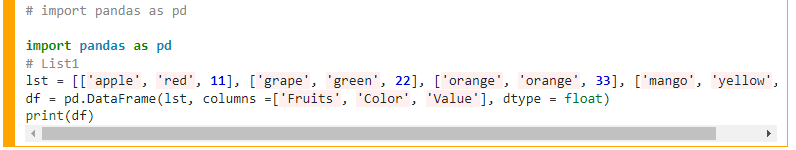 # import pandas as pd
import pandas as pd
# List1
lst = [['apple', 'red', 11], ['grape', 'green', 22], ['orange', 'orange', 33], ['mango', 'yellow',
df = pd.DataFrame(lst, columns =['Fruits', 'Color', 'Value'], dtype = float)
print(df)